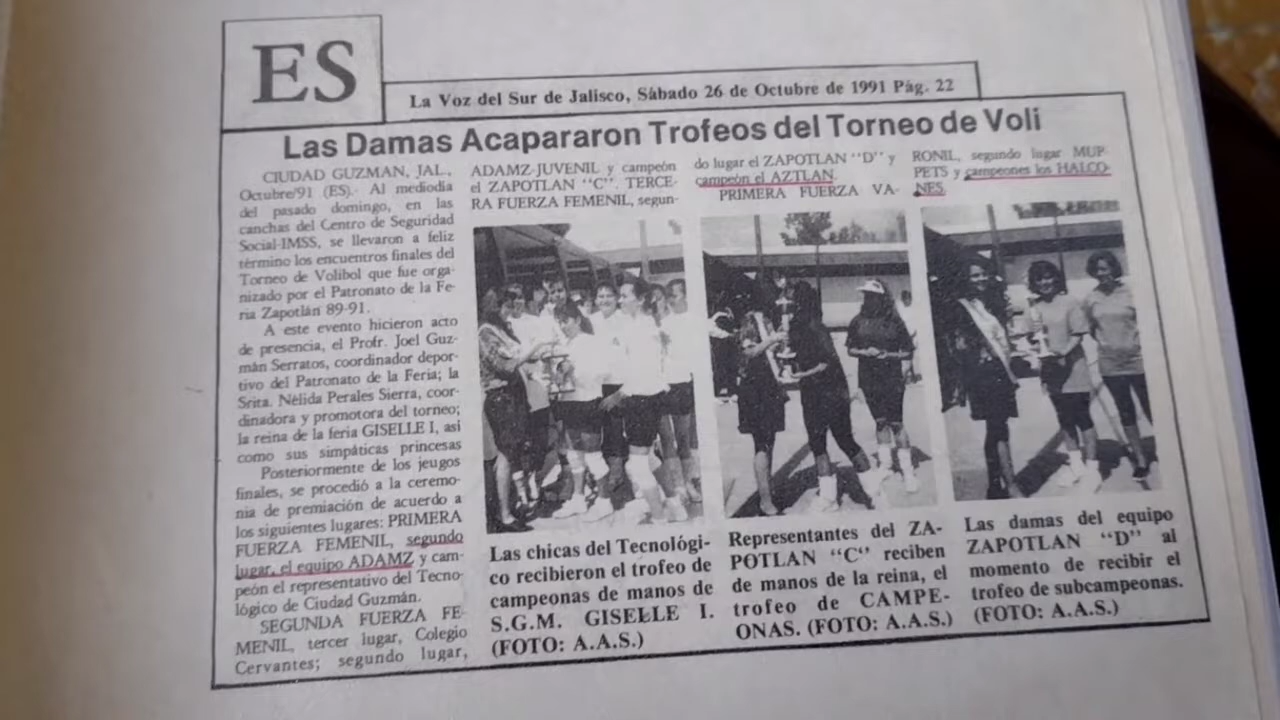 ES
La Voz del Sur de Jalisco, Sábado 26 de Octubre de 1991 Pág. 22
Las Damas Acapararon Trofeos del Torneo de Voli
CIUDAD GUZMAN, JAL.,
Octubre/91 (ES).- Al mediodía
del pasado domingo, en las
canchas del Centro de Seguridad
Social-IMSS, se llevaron a feliz
término los encuentros finales del
Torneo de Volibol que fue orga-
nizado por el Patronato de la Fe-
ria Zapotlán 89-91.
A este evento hicieron acto
de presencia, el Profr. Joel Guz-
mán Serratos, coordinador depor-
tivo del Patronato de la Feria; la
Srita. Nélida Perales Sierra, coor-
dinadora y promotora del torneo;
la reina de la feria GISELLE I, así
como sus simpáticas princesas
Posteriormente de los jeugos
finales, se procedió a la ceremo-
nia de premiación de acuerdo a
los siguientes lugares: PRIMERA
FUERZA FEMENIL, segundo
lugar, el equipo ADAMZ y cam-
peón el representativo del Tecno-
lógico de Ciudad Guzmán.
SEGUNDA FUERZA FE-
MENIL, tercer lugar, Colegio
Cervantes; segundo lugar,
ADAMZ-JUVENIL y campeón
el ZAPOTLAN "C". TERCE-
RA FUERZA FEMENIL, segun-
do lugar el ZAPOTLAN "D" y
campeón el AZTLAN.
PRIMERA FUERZA VA-
RONIL, segundo lugar MUP-
PETS y campeones los HALCO-
NES.
Las chicas del Tecnológi-
co recibieron el trofeo de
campeonas de manos de
S.G.M. GISELLE I.
(FOTO: A.A.S.)
Representantes del ZA-
POTLAN "C" reciben
de manos de la reina, el
trofeo de CAMPE-
ONAS. (FOTO: A.A.S.)
Las damas del equipo
ZAPOTLAN "D" al
momento de recibir el
trofeo de subcampeonas.
(FOTO: A.A.S.)